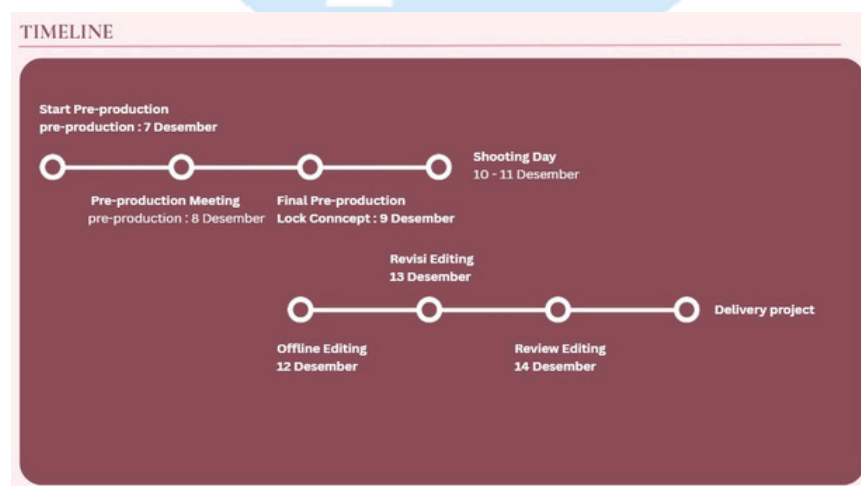 TIMELINE
Start Pre-production
pre-production : 7 Desember
Shooting Day
10 - 11 Desember
Pre-production Meeting
pre-production : 8 Desember
Final Pre-production
Lock Conncept : 9 Desember
Revisi Editing
13 Desember
Delivery project
Offline Editing
12 Desember
Review Editing
14 Desember